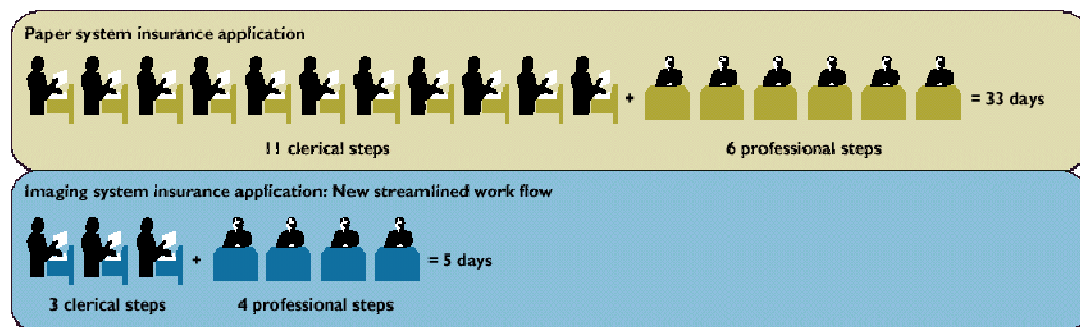 Paper system insurance application
+
= 33 days
11 clerical steps
6 professional steps
Imaging system insurance application: New streamlined work flow
+
= 5 days
3 clerical steps
4 professional steps